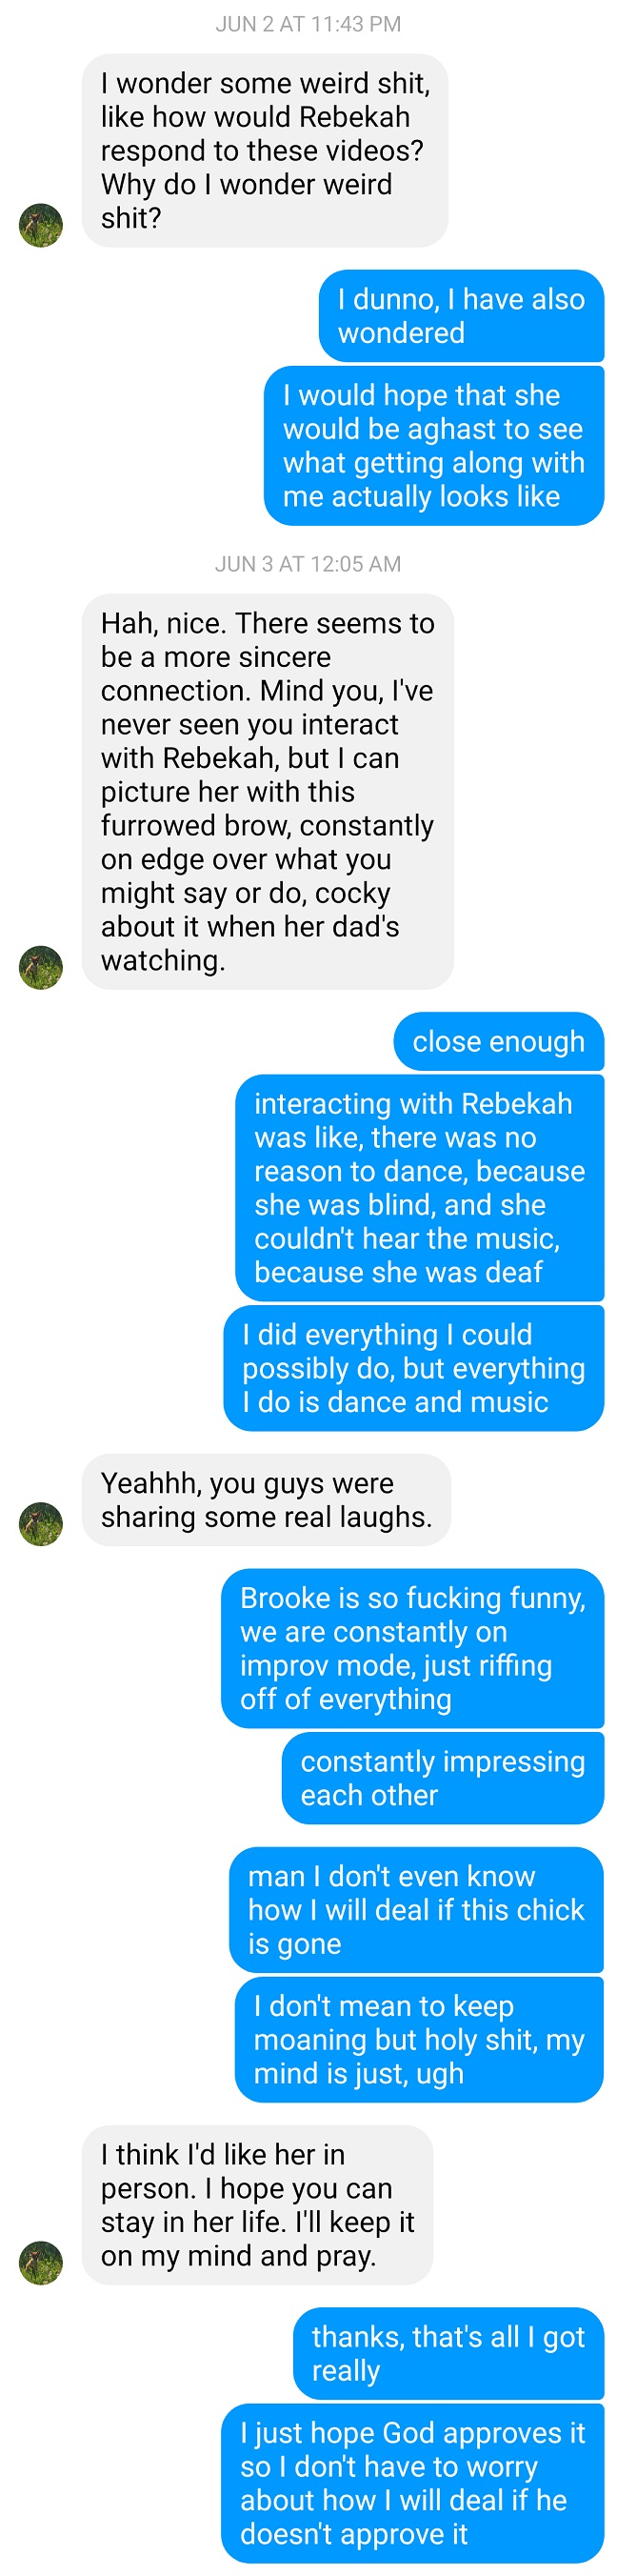 JUN 2 AT 11:43 PM
I wonder some weird shit,
like how would Rebekah
respond to these videos?
Why do I wonder weird
shit?
I dunno, I have also
wondered
I would hope that she
would be aghast to see
what getting along with
me actually looks like
JUN 3 AT 12:05 AM
Hah, nice. There seems to
be a more sincere
connection. Mind you, I've
never seen you interact
with Rebekah, but I can
picture her with this
furrowed brow, constantly
on edge over what you
might say or do, cocky
about it when her dad's
watching.
close enough
interacting with Rebekah
was like, there was no
reason to dance, because
she was blind, and she
couldn't hear the music,
because she was deaf
I did everything I could
possibly do, but everything
I do is dance and music
Yeahhh, you guys were
sharing some real laughs.
Brooke is so fucking funny,
we are constantly on
improv mode, just riffing
off of everything
constantly impressing
each other
man I don't even know
how I will deal if this chick
is gone
I don't mean to keep
moaning but holy shit, my
mind is just, ugh
I think I'd like her in
person. I hope you can
stay in her life. I'll keep it
on my mind and pray.
thanks, that's all I got
really
I just hope God approves it
so I don't have to worry
about how I will deal if he
doesn't approve it